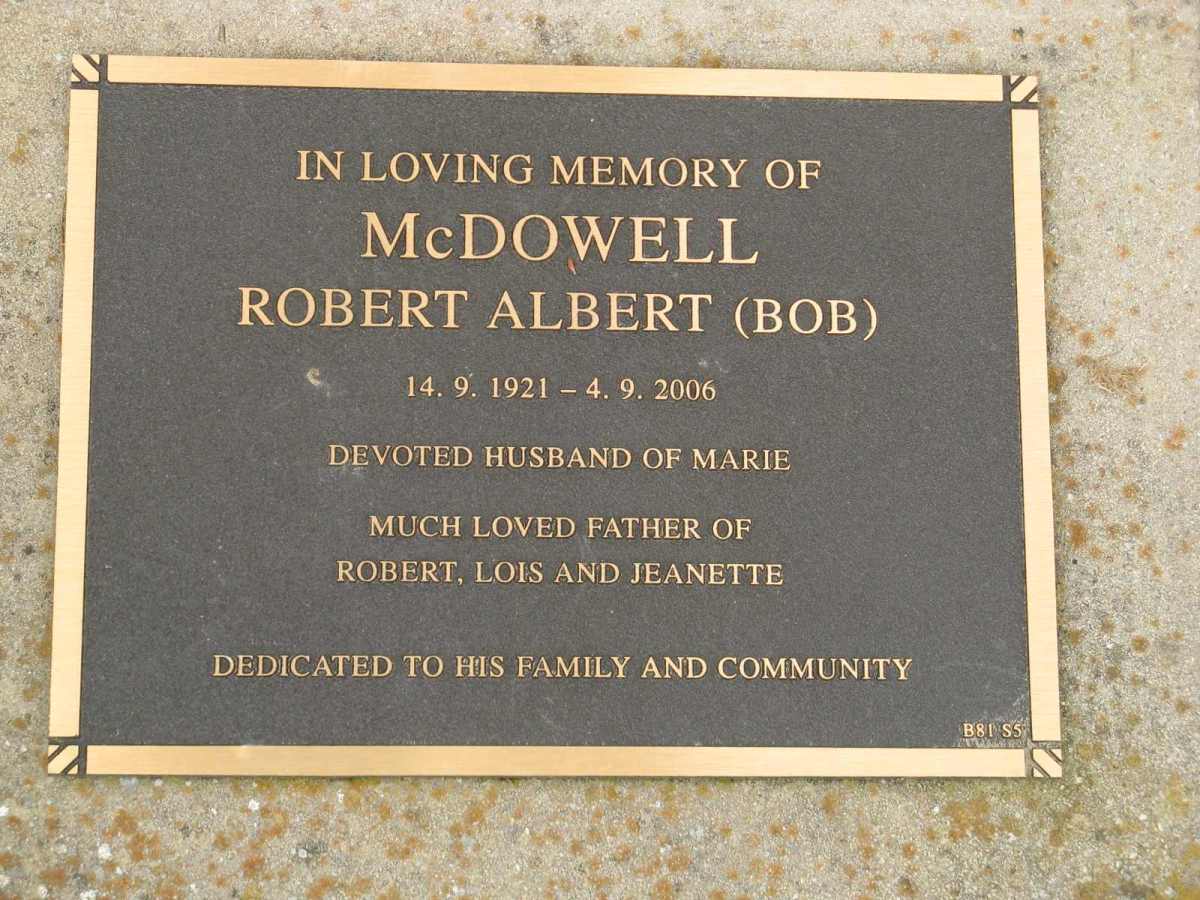 IN LOVING MEMORY OF
McDOWELL
ROBERT ALBERT (BOB)
14. 9. 1921 – 4. 9. 2006
DEVOTED HUSBAND OF MARIE
MUCH LOVED FATHER OF
ROBERT, LOIS AND JEANETTE
DEDICATED TO HIS FAMILY AND COMMUNITY
B81 S5